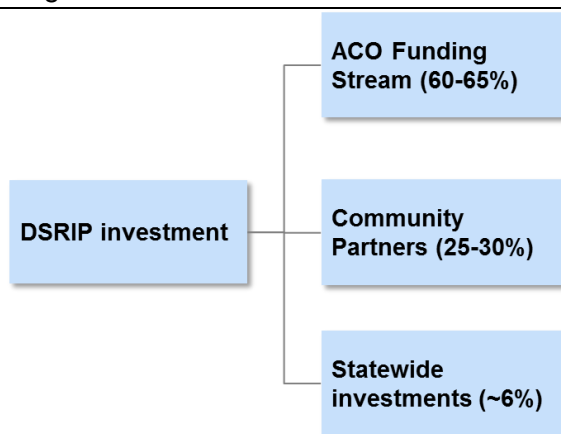 DSRIP investment
ACO Funding
Stream (60-65%)
Community
Partners (25-30%)
Statewide
investments (~6%)